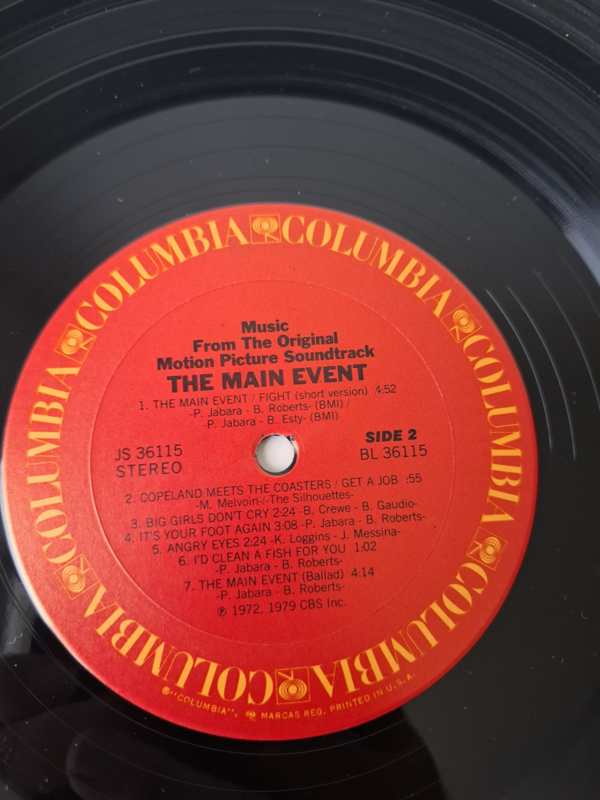 COLUMBIA COLUMBIA COLUMBIA COLUMBIA COLUMBIA COLUMBIA COLUMBIA COLUMBIA
Music
From The Original
Motion Picture Soundtrack
THE MAIN EVENT
1. THE MAIN EVENT / FIGHT (short version) 4:52
-P. Jabara - B. Roberts- (BMI) /
-P. Jabara - B. Esty- (BMI)
JS 36115
STEREO
SIDE 2
BL 36115
2. COPELAND MEETS THE COASTERS / GET A JOB :55
-M. Melvoin-/-The Silhouettes-
3. BIG GIRLS DON'T CRY 2:24 -B. Crewe - B. Gaudio-
4. IT'S YOUR FOOT AGAIN 3:08 -P. Jabara - B. Roberts-
5. ANGRY EYES 2:24 -K. Loggins - J. Messina-
6. I'D CLEAN A FISH FOR YOU 1:02
-P. Jabara - B. Roberts-
7. THE MAIN EVENT (Ballad) 4:14
-P. Jabara - B. Roberts-
℗ 1972, 1979 CBS Inc.
®"COLUMBIA", MARCAS REG. PRINTED IN U.S.A.